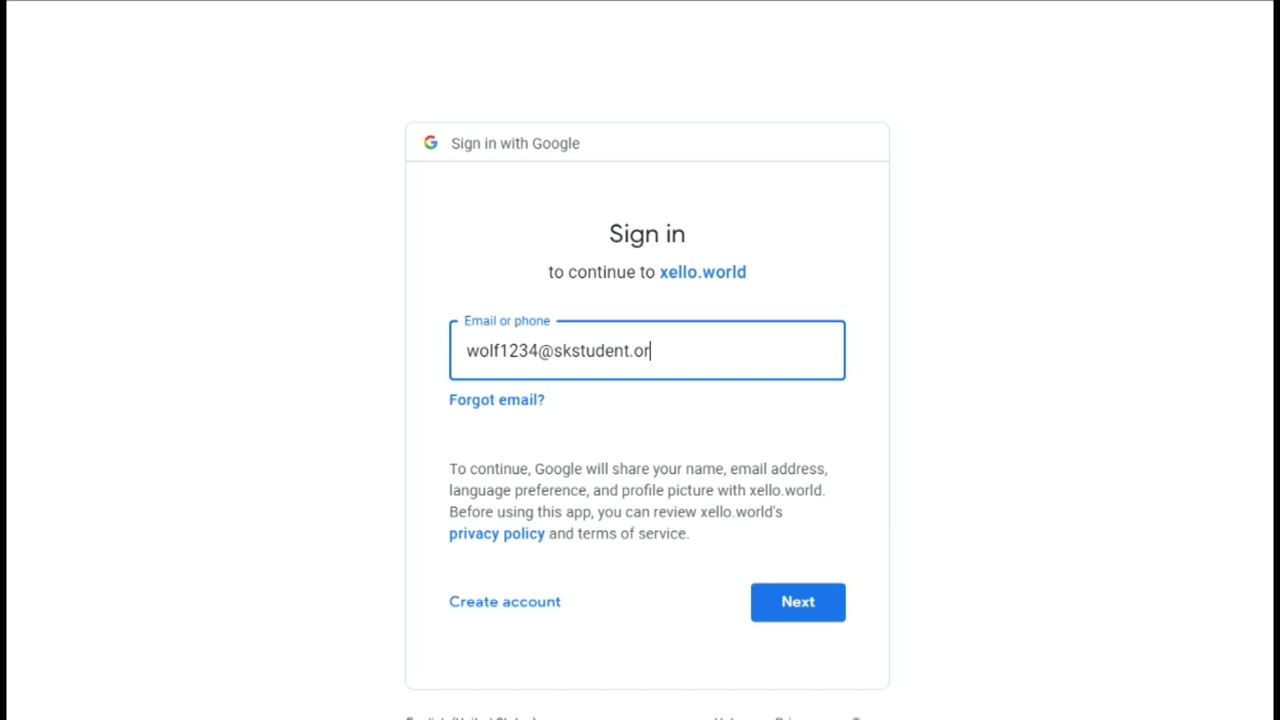 Sign in with Google
Sign in
to continue to xello.world
Email or phone
wolf1234@skstudent.or
Forgot email?
To continue, Google will share your name, email address,
language preference, and profile picture with xello.world.
Before using this app, you can review xello.world's
privacy policy and terms of service.
Create account
Next